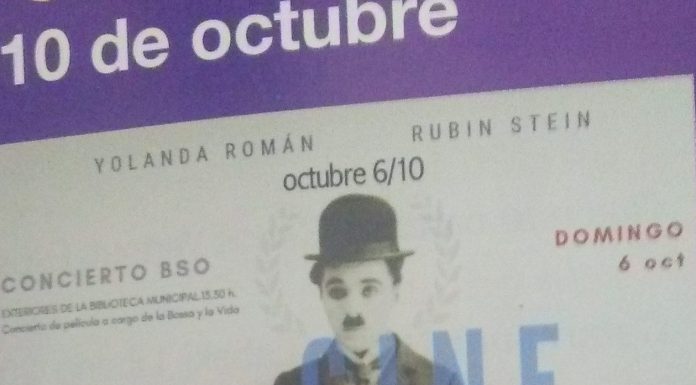 10 de octubre
YOLANDA ROMÁN
RUBIN STEIN
octubre 6/10
DOMINGO
6 oct
CONCIERTO BSO
EXTERIORES DE LA BIBLIOTECA MUNICIPAL 13,30 h.
Concierto de película a cargo de la Bossa y la Vida
CINE